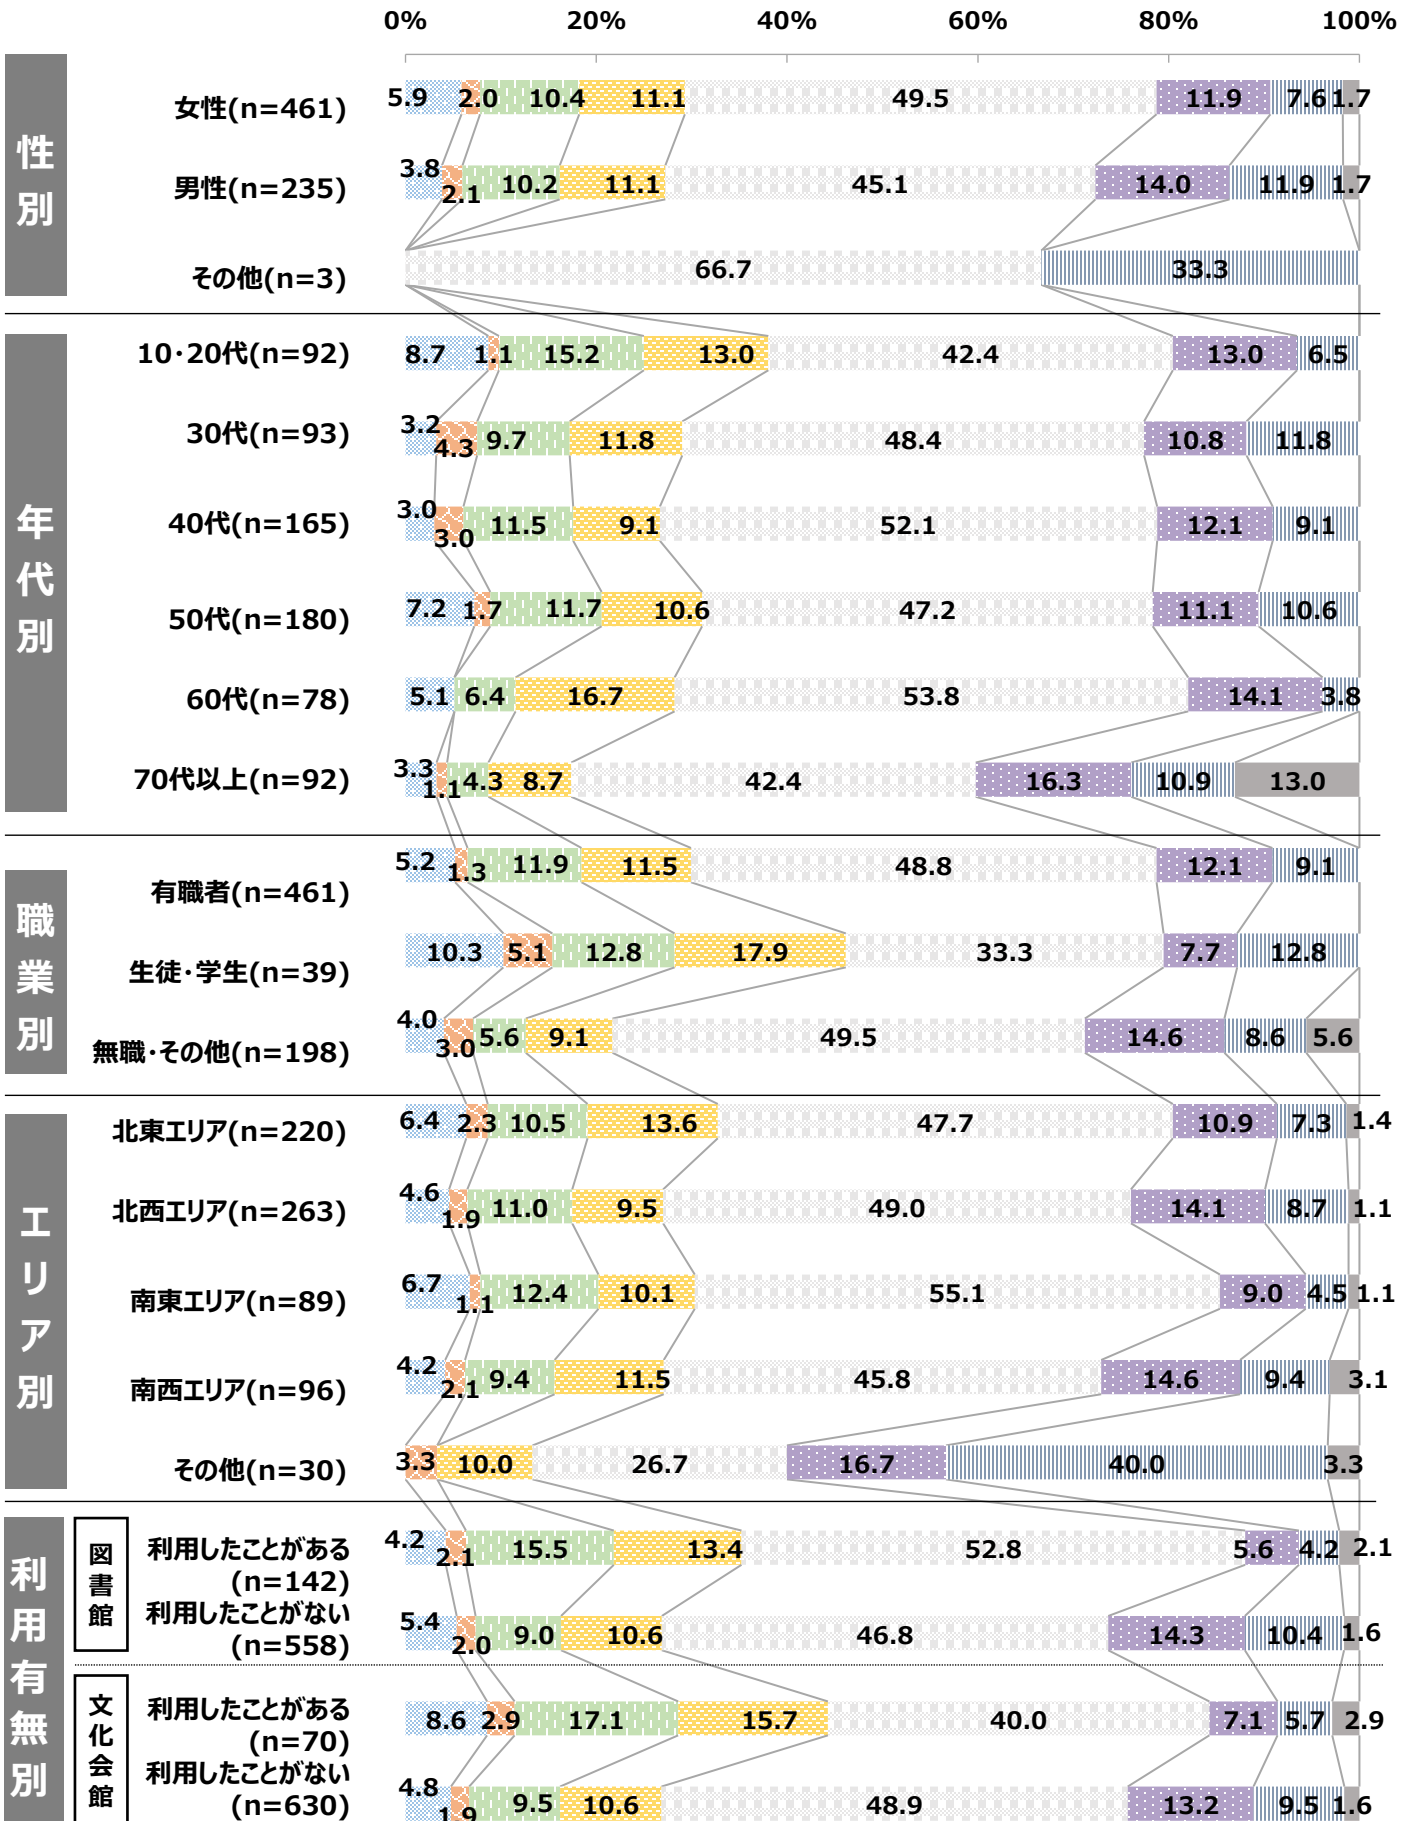 0% 20% 40% 60% 80% 100%
性別
女性(n=461) 5.9 2.0 10.4 11.1 49.5 11.9 7.6 1.7
男性(n=235) 3.8 2.1 10.2 11.1 45.1 14.0 11.9 1.7
その他(n=3) 66.7 33.3
年代別
10・20代(n=92) 8.7 1.1 15.2 13.0 42.4 13.0 6.5
30代(n=93) 3.2 4.3 9.7 11.8 48.4 10.8 11.8
40代(n=165) 3.0 3.0 11.5 9.1 52.1 12.1 9.1
50代(n=180) 7.2 1.7 11.7 10.6 47.2 11.1 10.6
60代(n=78) 5.1 6.4 16.7 53.8 14.1 3.8
70代以上(n=92) 3.3 1.1 4.3 8.7 42.4 16.3 10.9 13.0
職業別
有職者(n=461) 5.2 1.3 11.9 11.5 48.8 12.1 9.1
生徒・学生(n=39) 10.3 5.1 12.8 17.9 33.3 7.7 12.8
無職・その他(n=198) 4.0 3.0 5.6 9.1 49.5 14.6 8.6 5.6
エリア別
北東エリア(n=220) 6.4 2.3 10.5 13.6 47.7 10.9 7.3 1.4
北西エリア(n=263) 4.6 1.9 11.0 9.5 49.0 14.1 8.7 1.1
南東エリア(n=89) 6.7 1.1 12.4 10.1 55.1 9.0 4.5 1.1
南西エリア(n=96) 4.2 2.1 9.4 11.5 45.8 14.6 9.4 3.1
その他(n=30) 3.3 10.0 26.7 16.7 40.0 3.3
利用有無別
図書館
利用したことがある
(n=142) 4.2 2.1 15.5 13.4 52.8 5.6 4.2 2.1
利用したことがない
(n=558) 5.4 2.0 9.0 10.6 46.8 14.3 10.4 1.6
文化会館
利用したことがある
(n=70) 8.6 2.9 17.1 15.7 40.0 7.1 5.7 2.9
利用したことがない
(n=630) 4.8 1.9 9.5 10.6 48.9 13.2 9.5 1.6